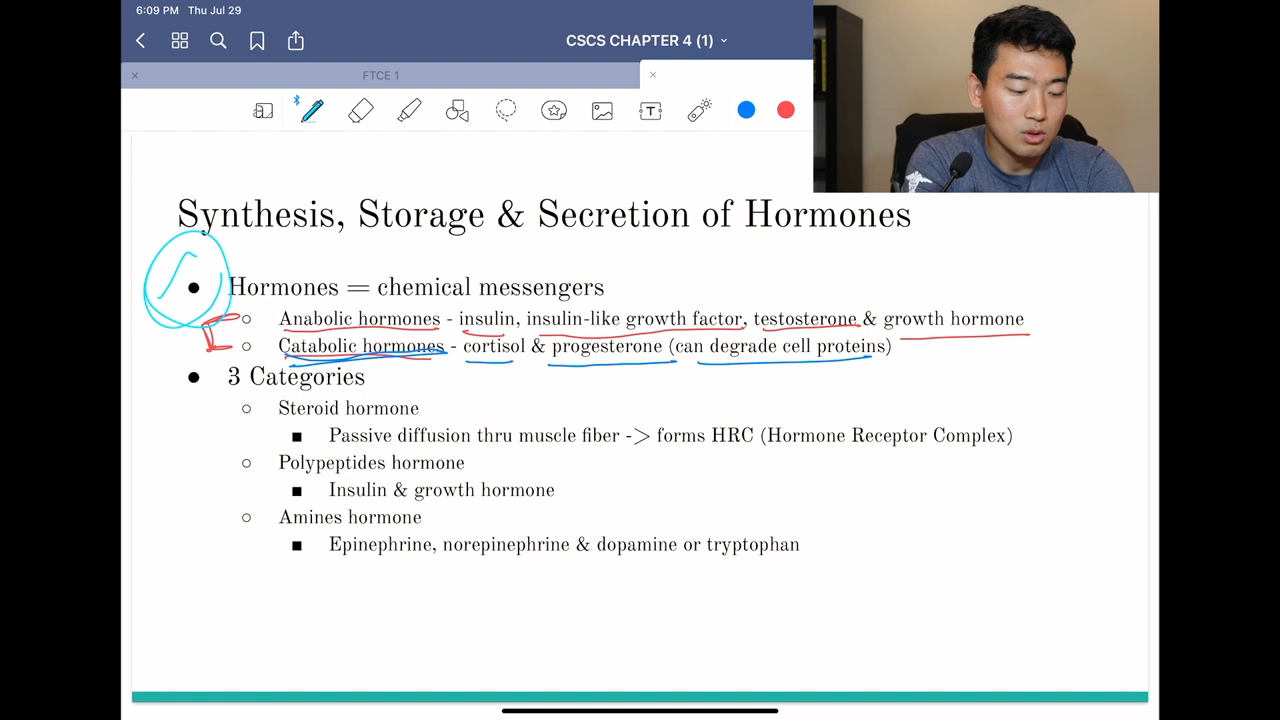 6:09 PM Thu Jul 29
CSCS CHAPTER 4 (1)
FTCE 1
T
Synthesis, Storage & Secretion of Hormones
● Hormones = chemical messengers
○ Anabolic hormones - insulin, insulin-like growth factor, testosterone & growth hormone
○ Catabolic hormones - cortisol & progesterone (can degrade cell proteins)
● 3 Categories
○ Steroid hormone
■ Passive diffusion thru muscle fiber -> forms HRC (Hormone Receptor Complex)
○ Polypeptides hormone
■ Insulin & growth hormone
○ Amines hormone
■ Epinephrine, norepinephrine & dopamine or tryptophan